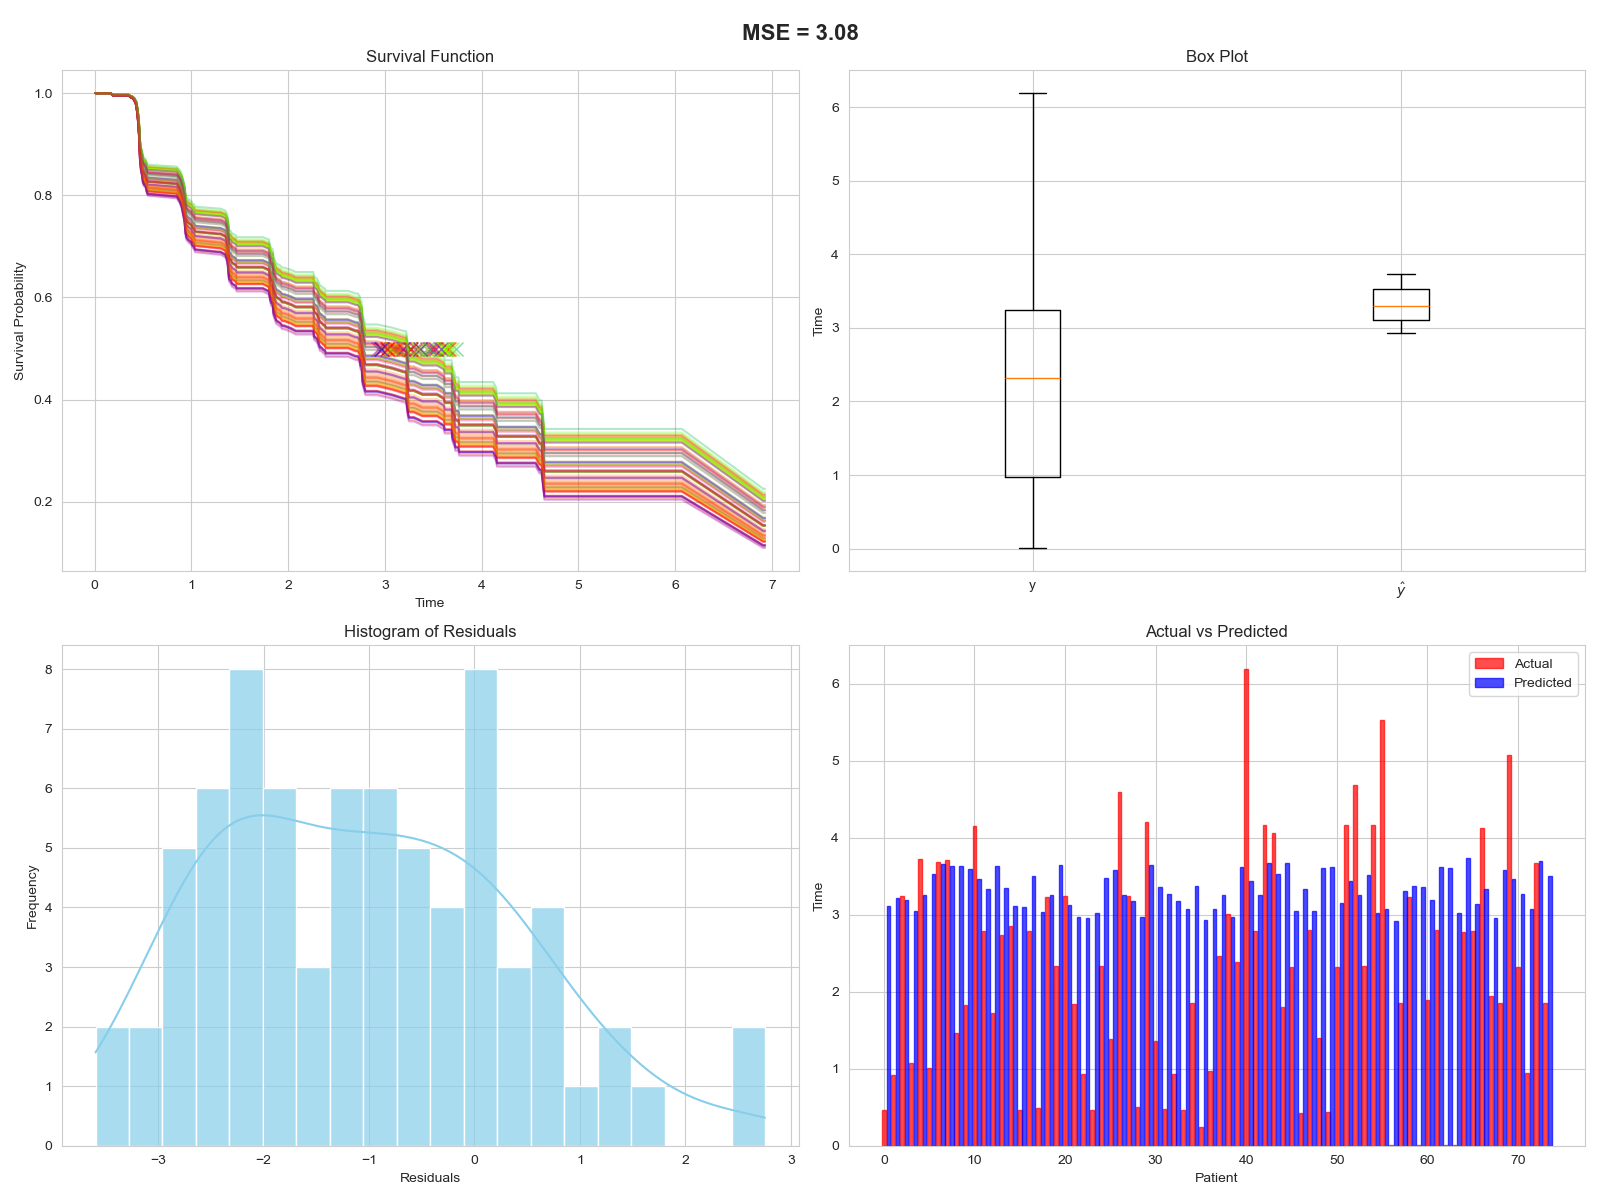 MSE = 3.08
Survival Function
1.0
0.8
0.6
0.4
0.2
Survival Probability
0 1 2 3 4 5 6 7
Time
Box Plot
6
5
4
3
2
1
0
Time
y ŷ
Histogram of Residuals
8
7
6
5
4
3
2
1
0
Frequency
−3 −2 −1 0 1 2 3
Residuals
Actual vs Predicted
Actual
Predicted
6
5
4
3
2
1
0
Time
0 10 20 30 40 50 60 70
Patient